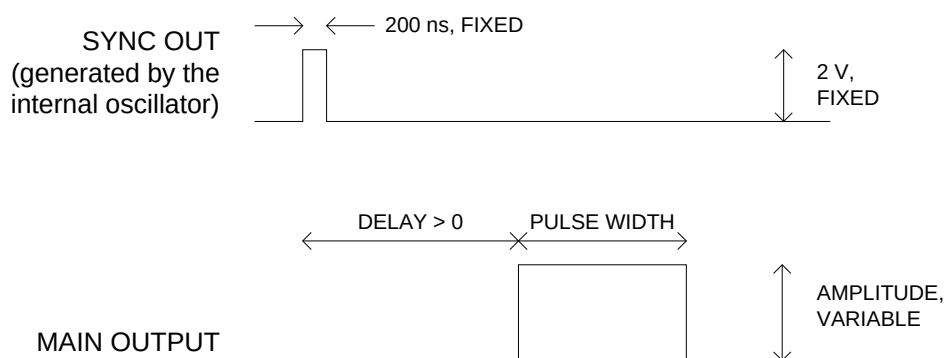 SYNC OUT
(generated by the
internal oscillator)
200 ns, FIXED
2 V,
FIXED
DELAY > 0
PULSE WIDTH
AMPLITUDE,
VARIABLE
MAIN OUTPUT